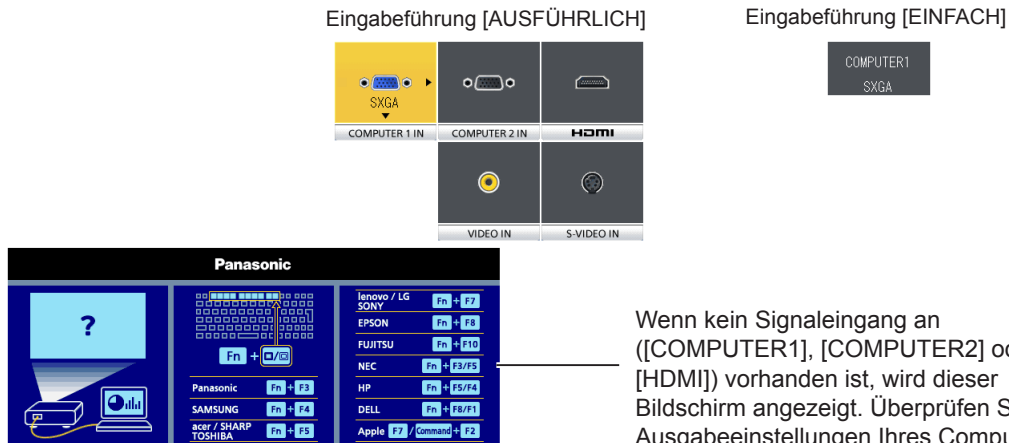 Eingabeführung [AUSFÜHRLICH]
Eingabeführung [EINFACH]
SXGA
COMPUTER 1 IN
COMPUTER 2 IN
HDMI
VIDEO IN
S-VIDEO IN
COMPUTER1
SXGA
Panasonic
?
Fn +
Panasonic Fn + F3
SAMSUNG Fn + F4
acer / SHARP
TOSHIBA Fn + F5
lenovo / LG
SONY Fn + F7
EPSON Fn + F8
FUJITSU Fn + F10
NEC Fn + F3/F5
HP Fn + F5/F4
DELL Fn + F8/F1
Apple F7 / Command + F2
Wenn kein Signaleingang an
([COMPUTER1], [COMPUTER2]
[HDMI]) vorhanden ist, wird dieser
Bildschirm angezeigt. Überprüfen
Ausgabeeinstellungen Ihres